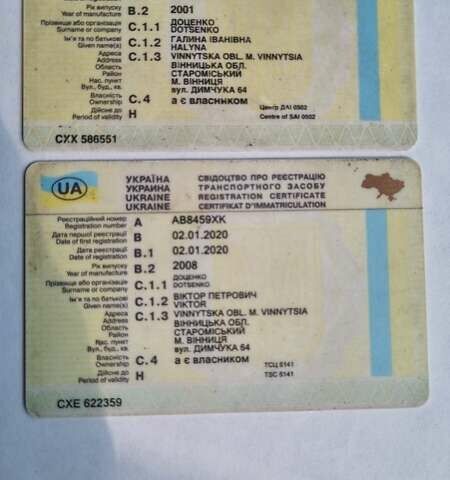 Рік випуску B.2 2001
Year of manufacture
Прізвище або організація C.1.1 ДОЦЕНКО
Surname or company DOTSENKO
Ім'я та по батькові C.1.2 ГАЛИНА ІВАНІВНА
Given name(s) HALYNA
Адреса C.1.3 VINNYTSKA OBL. M. VINNYTSIA
Address
Область ВІННИЦЬКА ОБЛ.
Район СТАРОМІСЬКИЙ
Нас. пункт М. ВІННИЦЯ
Вул., буд., кв. вул. ДИМЧУКА 64
Власність C.4 а є власником
Ownership
Дійсне до H Центр ДАІ 0502
Period of validity Centre of SAI 0502
СХХ 586551
UA
УКРАЇНА СВІДОЦТВО ПРО РЕЄСТРАЦІЮ
УКРАИНА ТРАНСПОРТНОГО ЗАСОБУ
UKRAINE REGISTRATION CERTIFICATE
UKRAINE CERTIFIKAT D'IMMATRICULATION
Реєстраційний номер A AB8459XK
Registration number
Дата першої реєстрації B 02.01.2020
Date of first registration
Дата реєстрації B.1 02.01.2020
Date of registration
Рік випуску B.2 2008
Year of manufacture
Прізвище або організація C.1.1 ДОЦЕНКО
Surname or company DOTSENKO
Ім'я та по батькові C.1.2 ВІКТОР ПЕТРОВИЧ
Given name(s) VIKTOR
Адреса C.1.3 VINNYTSKA OBL. M. VINNYTSIA
Address ВІННИЦЬКА ОБЛ.
Область
Район СТАРОМІСЬКИЙ
Нас. пункт М. ВІННИЦЯ
Вул., буд., кв. вул. ДИМЧУКА 64
Власність C.4 а є власником
Ownership
Дійсне до H ТСЦ 5141
Period of validity TSC 5141
СХЕ 622359